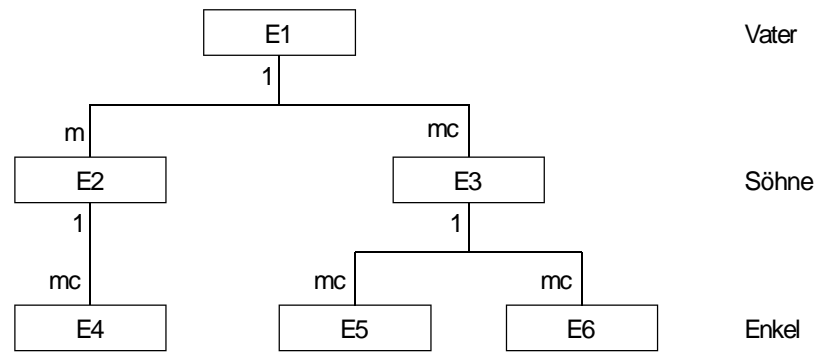 E1 Vater
1
m mc
E2 E3 Söhne
1 1
mc mc mc
E4 E5 E6 Enkel